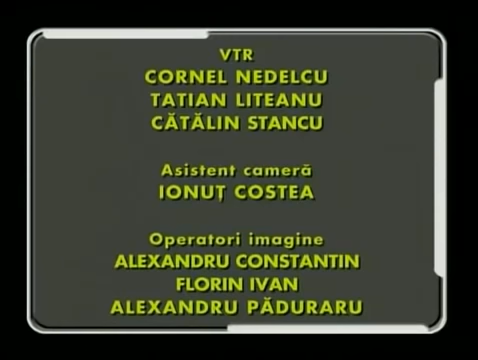 VTR
CORNEL NEDELCU
TATIAN LITEANU
CĂTĂLIN STANCU
Asistent cameră
IONUȚ COSTEA
Operatori imagine
ALEXANDRU CONSTANTIN
FLORIN IVAN
ALEXANDRU PĂDURARU